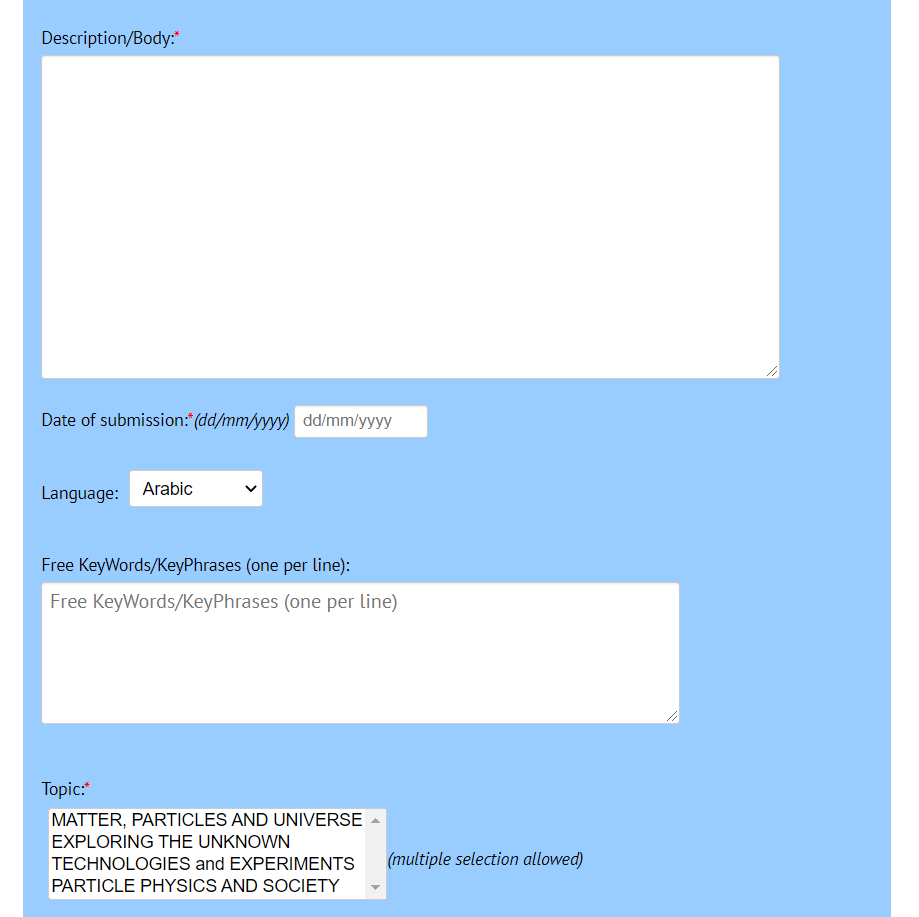 Description/Body:*
Date of submission:*(dd/mm/yyyy) dd/mm/yyyy
Language: Arabic
Free KeyWords/KeyPhrases (one per line):
Free KeyWords/KeyPhrases (one per line)
Topic:*
MATTER, PARTICLES AND UNIVERSE
EXPLORING THE UNKNOWN
TECHNOLOGIES and EXPERIMENTS
PARTICLE PHYSICS AND SOCIETY
(multiple selection allowed)